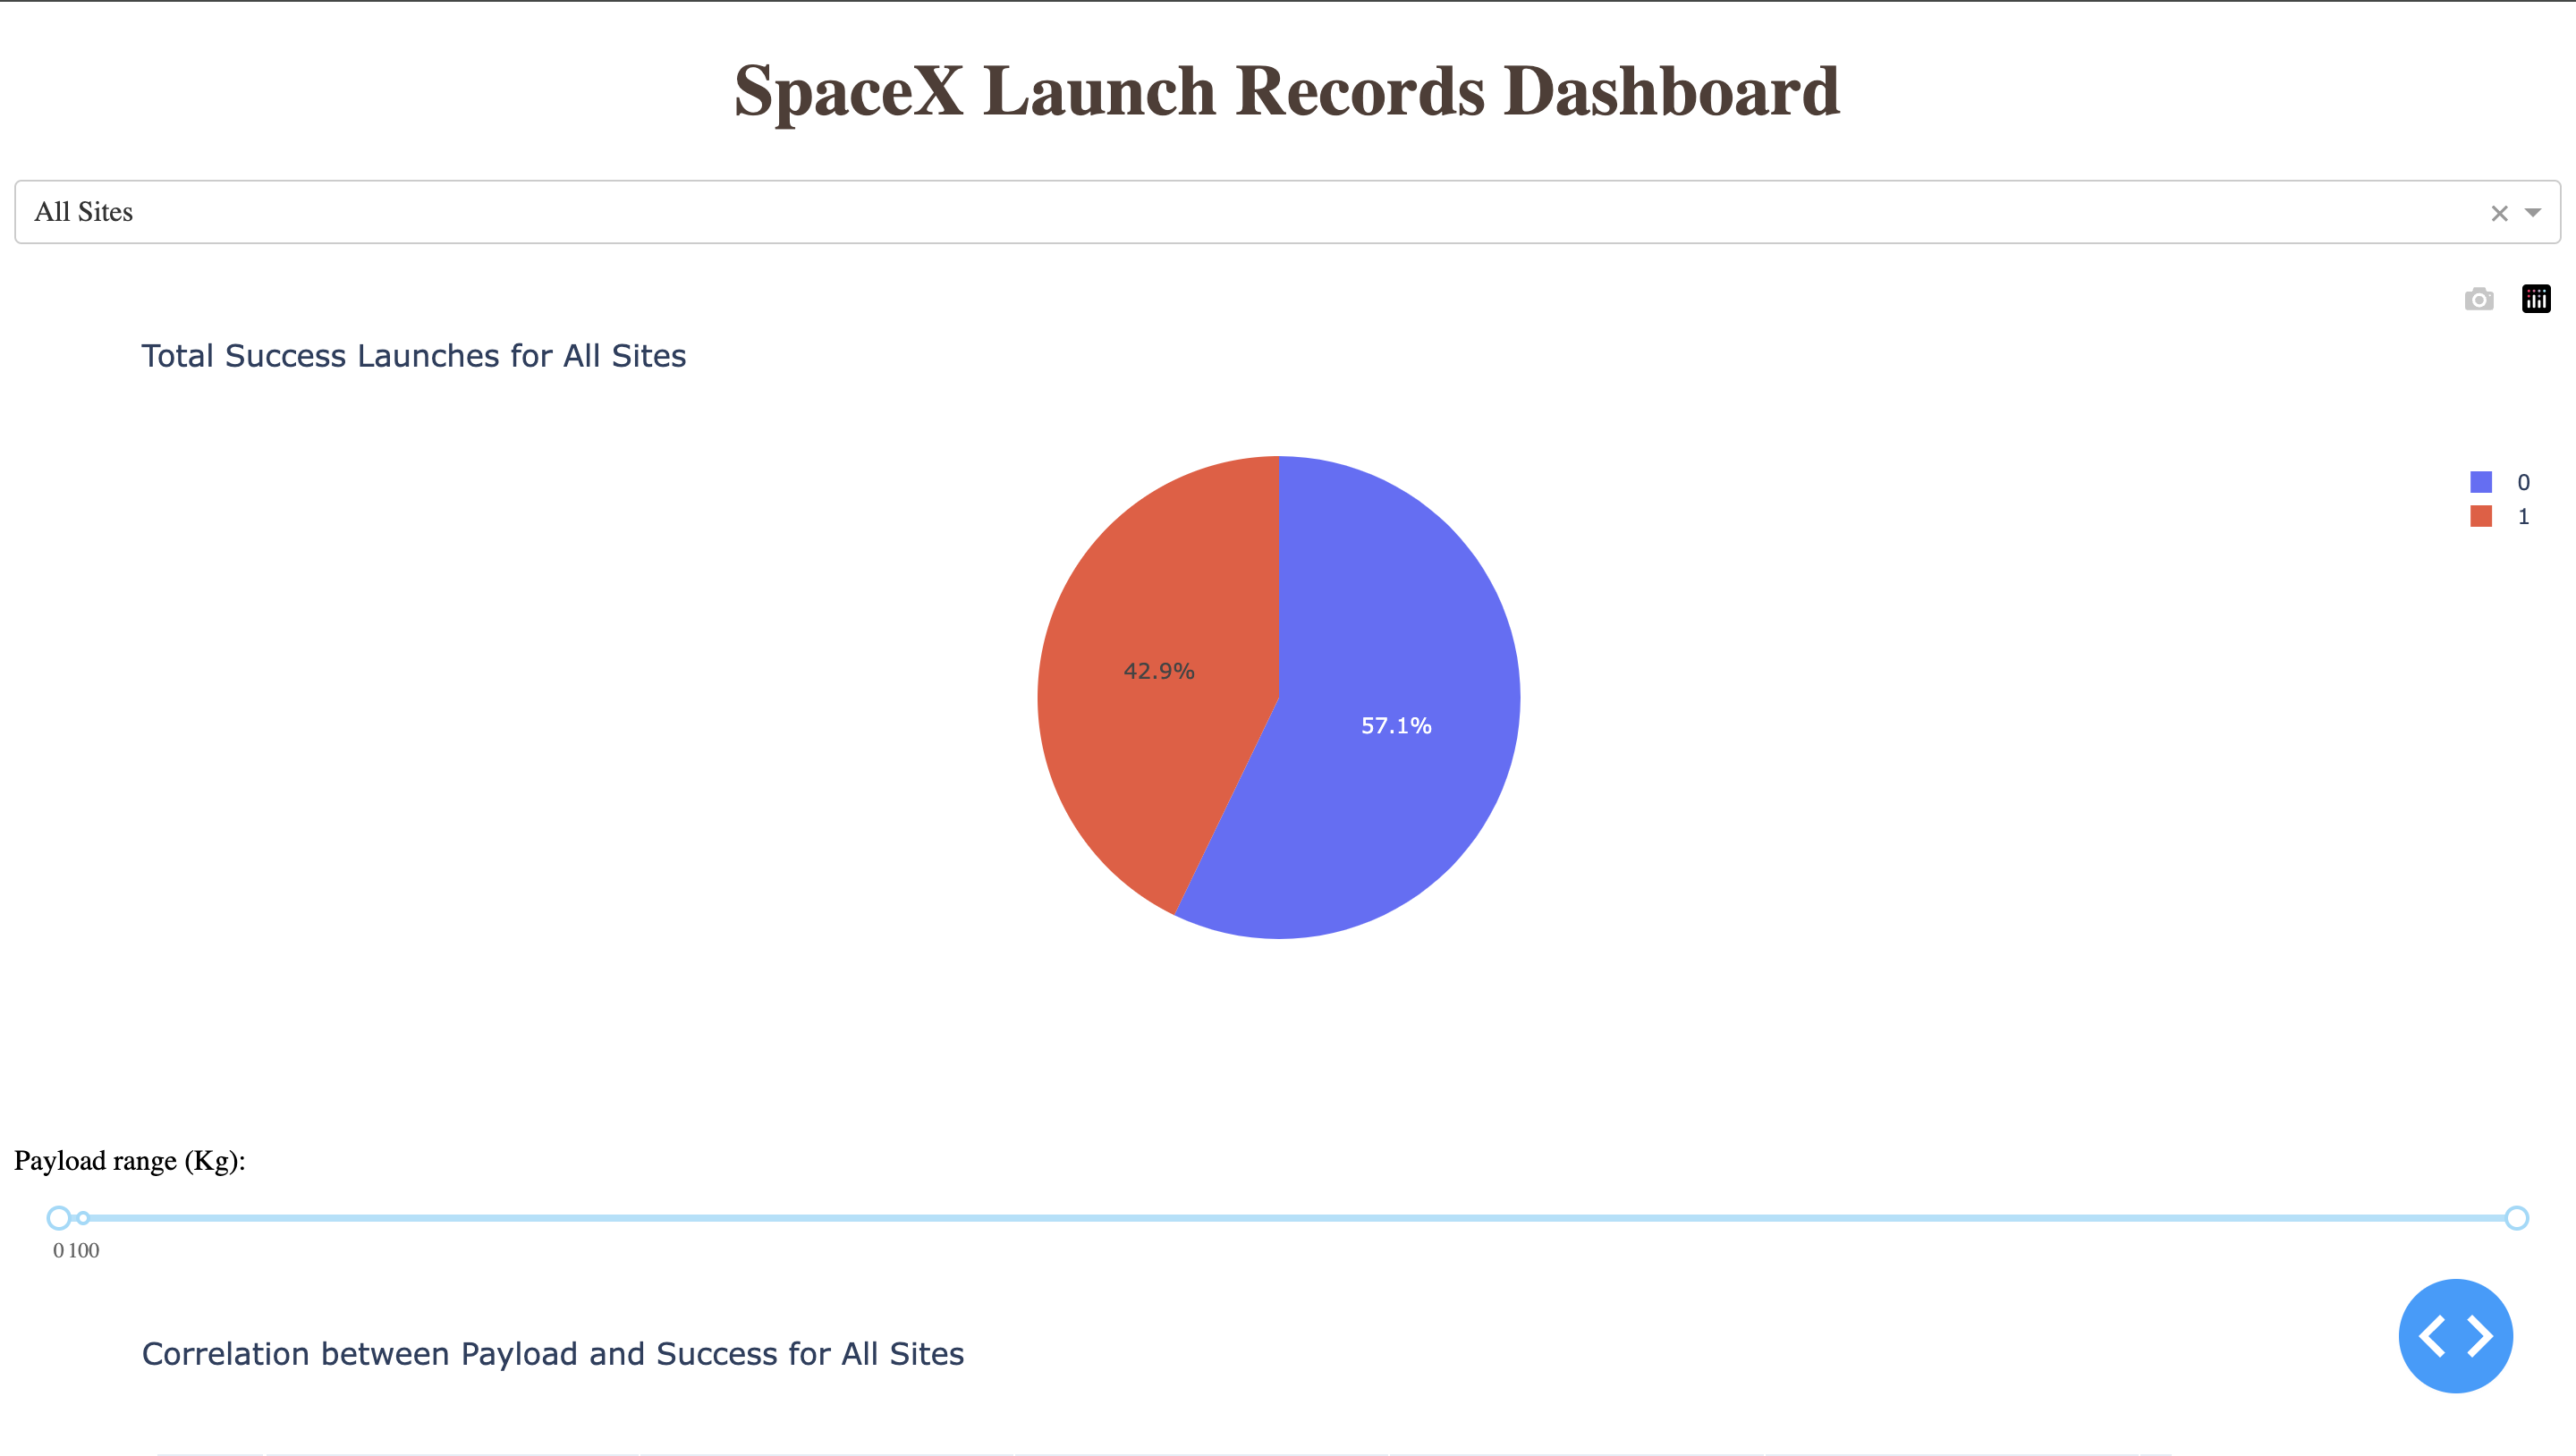 SpaceX Launch Records Dashboard
All Sites
Total Success Launches for All Sites
0
1
42.9%
57.1%
Payload range (Kg):
0 100
Correlation between Payload and Success for All Sites